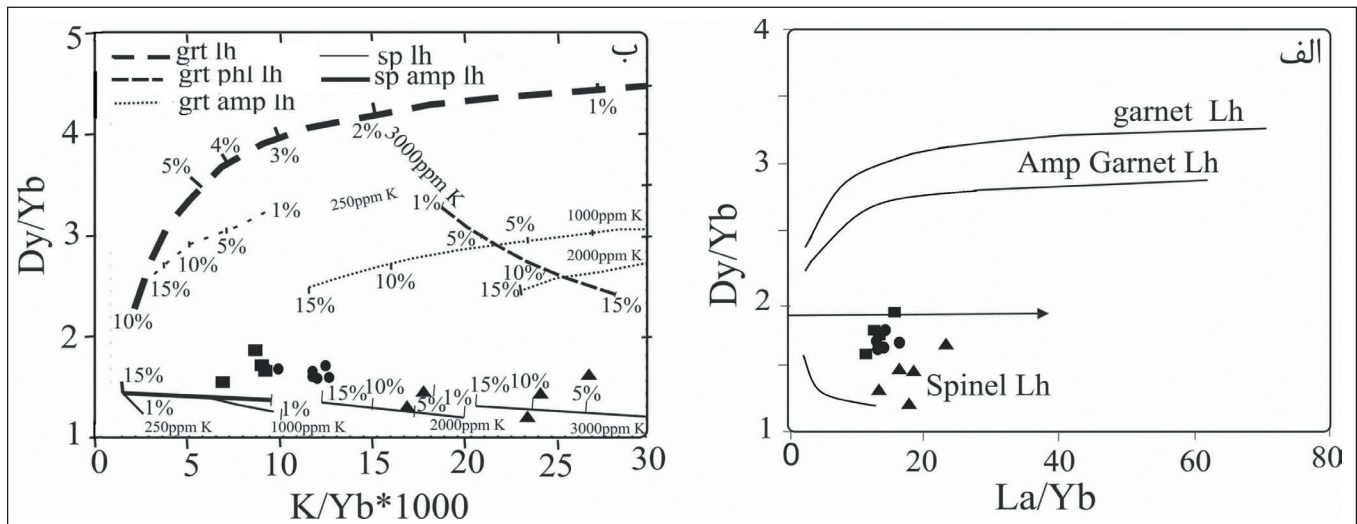 5
4
3
2
1
Dy/Yb
ب
grt lh
grt phl lh
grt amp lh
sp lh
sp amp lh
1%
2%
3%
4%
5%
3000ppm K
1%
250ppm K
5%
10%
15%
10%
1%
5%
10%
15%
1000ppm K
5%
10%
15%
2000ppm K
15%
15%
1%
250ppm K
1%
1000ppm K
15%
10%
5%
1%
2000ppm K
15%
10%
5%
3000ppm K
0
5
10
15
20
25
30
K/Yb*1000
4
3
2
1
Dy/Yb
الف
garnet Lh
Amp Garnet Lh
Spinel Lh
0
20
40
60
80
La/Yb